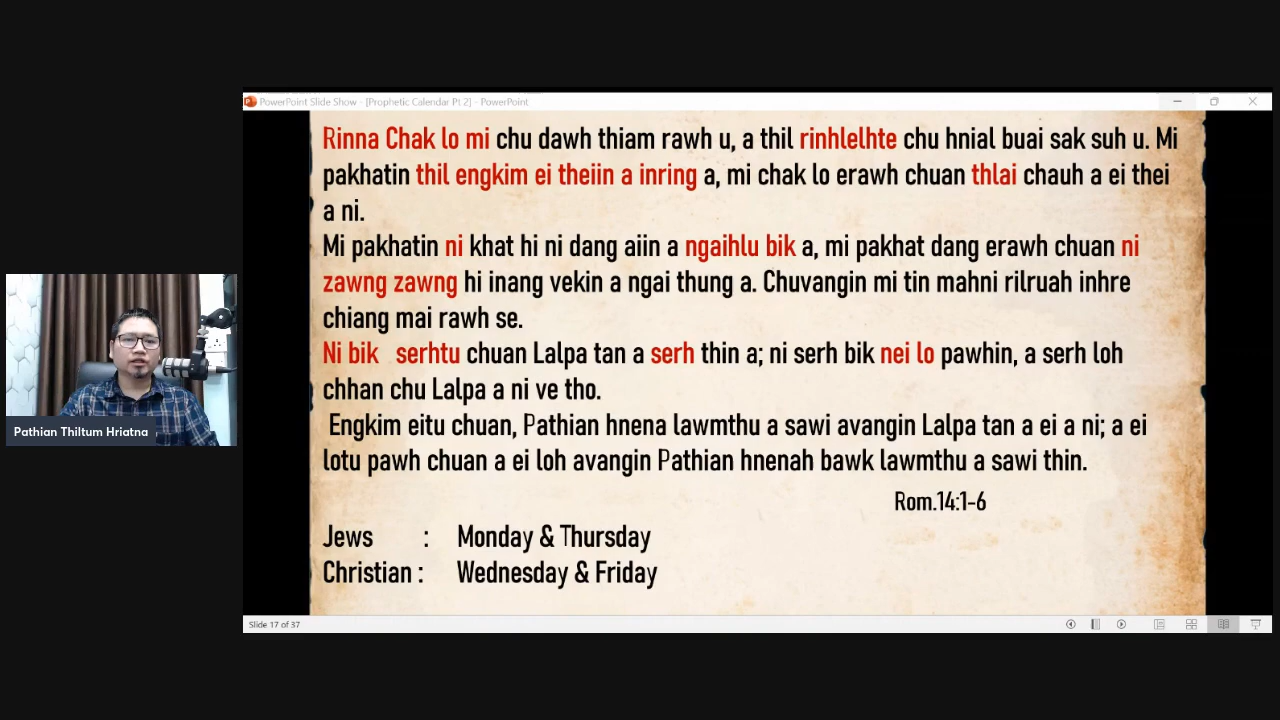 PowerPoint Slide Show - [Prophetic Calendar Pt 2] - PowerPoint
Rinna Chak lo mi chu dawh thiam rawh u, a thil rinhlelhte chu hnial buai sak suh u. Mi
pakhatin thil engkim ei theiin a inring a, mi chak lo erawh chuan thlai chauh a ei thei
a ni.
Mi pakhatin ni khat hi ni dang aiin a ngaihlu bik a, mi pakhat dang erawh chuan ni
zawng zawng hi inang vekin a ngai thung a. Chuvangin mi tin mahni rilruah inhre
chiang mai rawh se.
Ni bik serhtu chuan Lalpa tan a serh thin a; ni serh bik nei lo pawhin, a serh loh
chhan chu Lalpa a ni ve tho.
Engkim eitu chuan, Pathian hnena lawmthu a sawi avangin Lalpa tan a ei a ni; a ei
lotu pawh chuan a ei loh avangin Pathian hnenah bawk lawmthu a sawi thin.
Rom.14:1-6
Jews : Monday & Thursday
Christian : Wednesday & Friday
Pathian Thiltum Hriatna
Slide 17 of 37